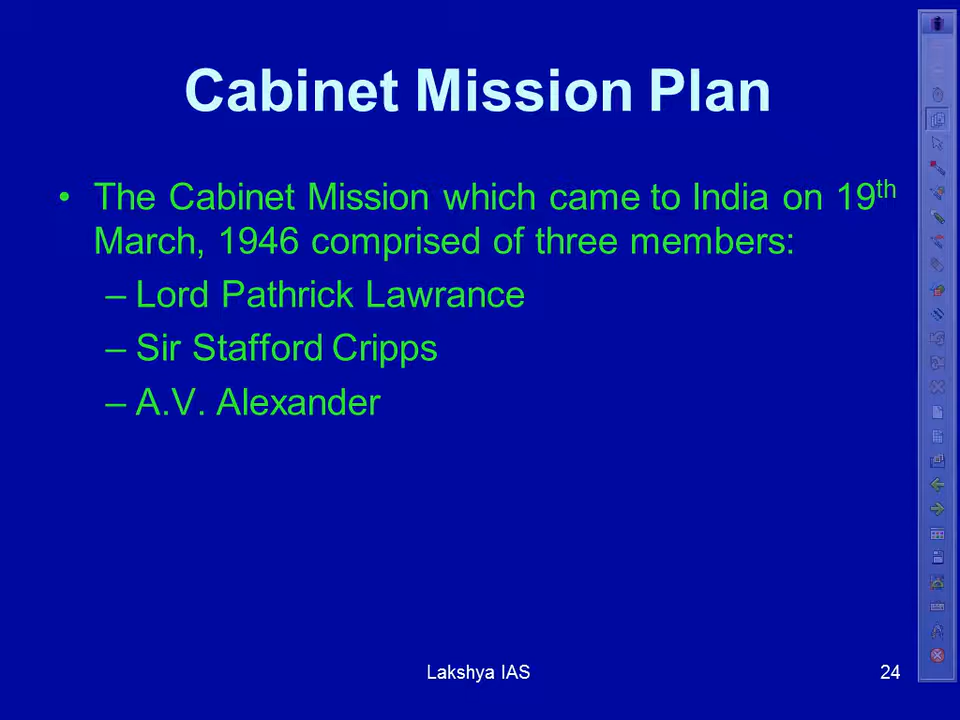 Cabinet Mission Plan
• The Cabinet Mission which came to India on 19th
March, 1946 comprised of three members:
– Lord Pathrick Lawrance
– Sir Stafford Cripps
– A.V. Alexander
Lakshya IAS
24